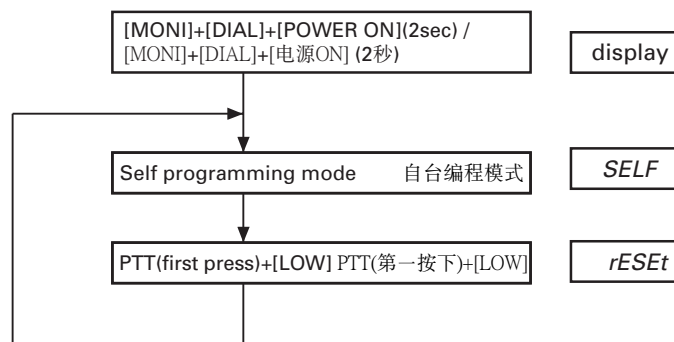 [MONI]+[DIAL]+[POWER ON](2sec) /
[MONI]+[DIAL]+[电源ON] (2秒)
display
Self programming mode 自台编程模式
SELF
PTT(first press)+[LOW] PTT(第一按下)+[LOW]
rESEt